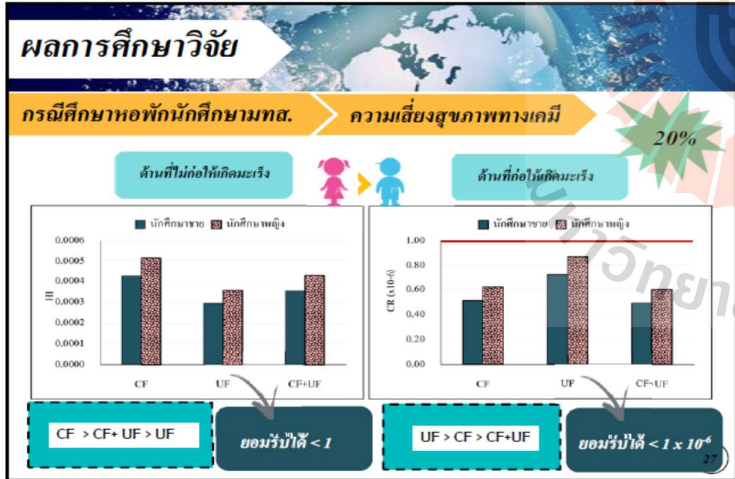 ผลการศึกษาวิจัย
กรณีศึกษาหอพักนักศึกษามทส.
ความเสี่ยงสุขภาพทางเคมี
20%
ด้านที่ไม่ก่อให้เกิดมะเร็ง
ด้านที่ก่อให้เกิดมะเร็ง
นักศึกษาชาย นักศึกษาหญิง
0.0006
0.0005
0.0004
0.0003
0.0002
0.0001
0.0000
HI
CF UF CF+UF
นักศึกษาชาย นักศึกษาหญิง
1.00
0.80
0.60
0.40
0.20
0.00
CR (x10-6)
CF UF CF+UF
CF > CF+ UF > UF
ยอมรับได้ < 1
UF > CF > CF+UF
ยอมรับได้ < 1 x 10⁻⁶
27